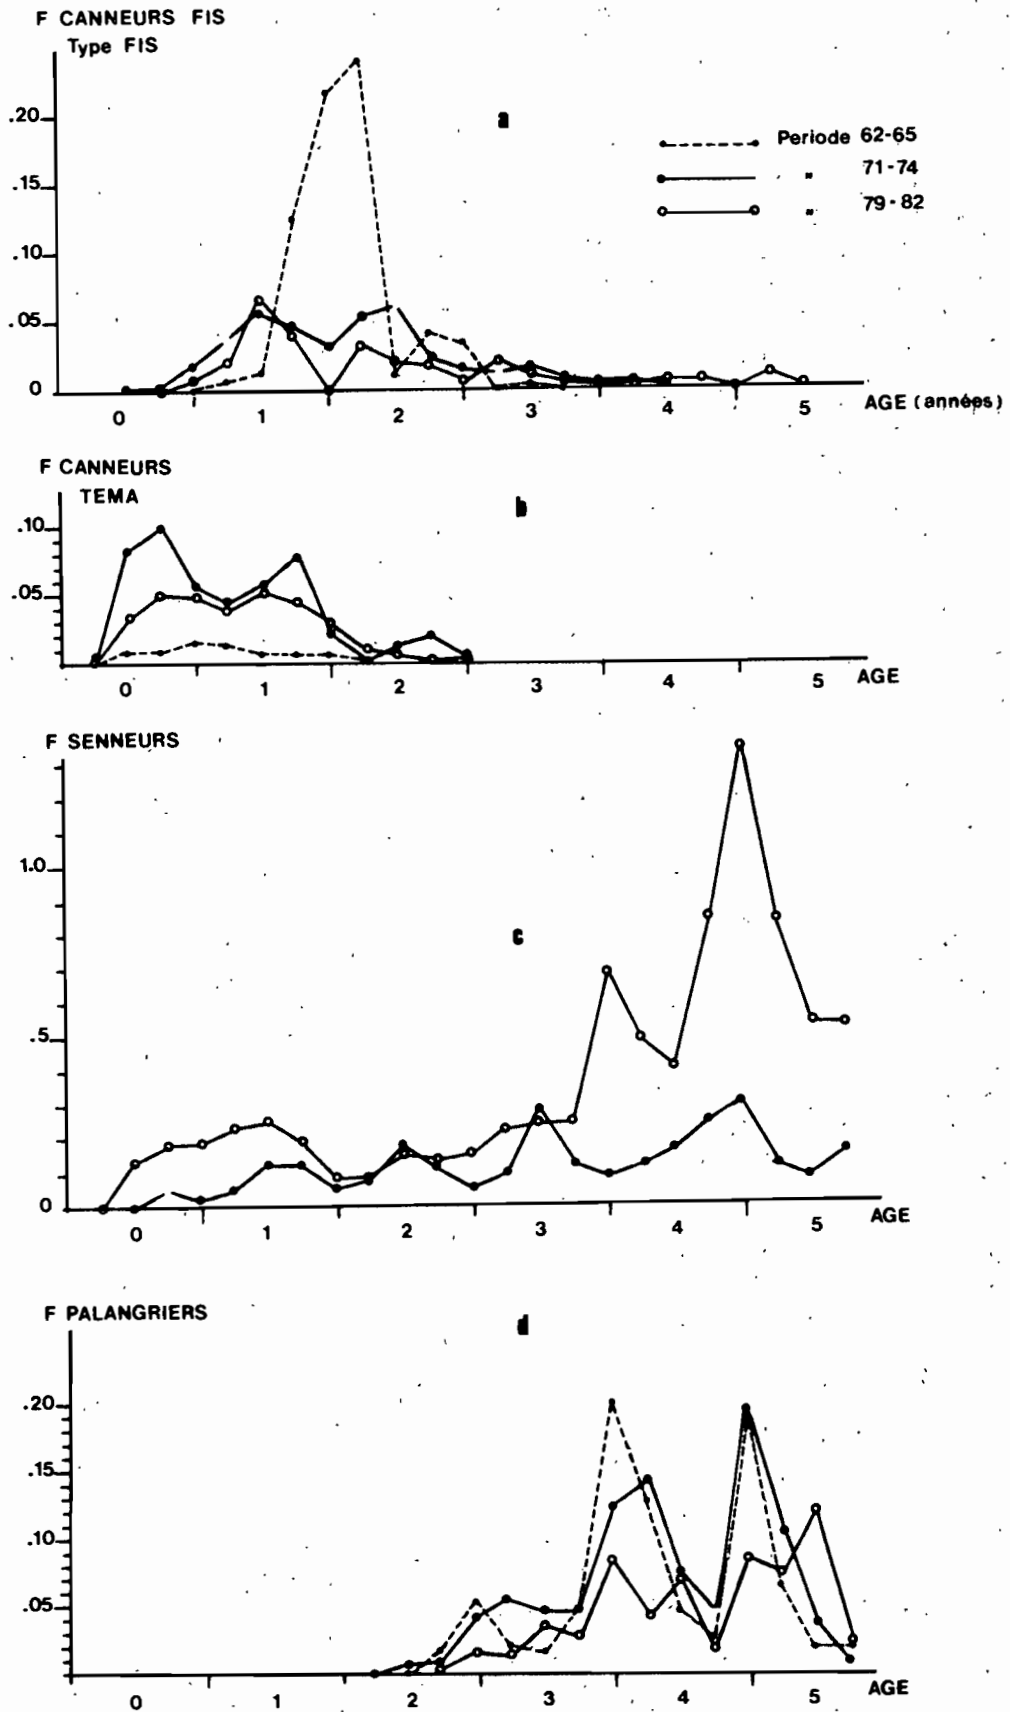 F CANNEURS FIS
Type FIS
a
.20
.15
.10
.05
0
Periode 62-65
" 71-74
" 79-82
0 1 2 3 4 5 AGE (années)
F CANNEURS
TEMA
b
.10
.05
0 1 2 3 4 5 AGE
F SENNEURS
c
1.0
.5
0
0 1 2 3 4 5 AGE
F PALANGRIERS
d
.20
.15
.10
.05
0 1 2 3 4 5 AGE